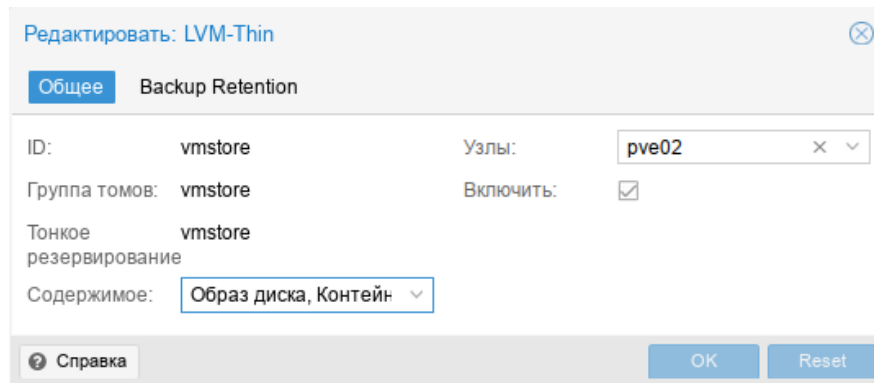 Редактировать: LVM-Thin
Общее Backup Retention
ID: vmstore Узлы: pve02
Группа томов: vmstore Включить:
Тонкое vmstore
резервирование
Содержимое: Образ диска, Контейн
Справка OK Reset